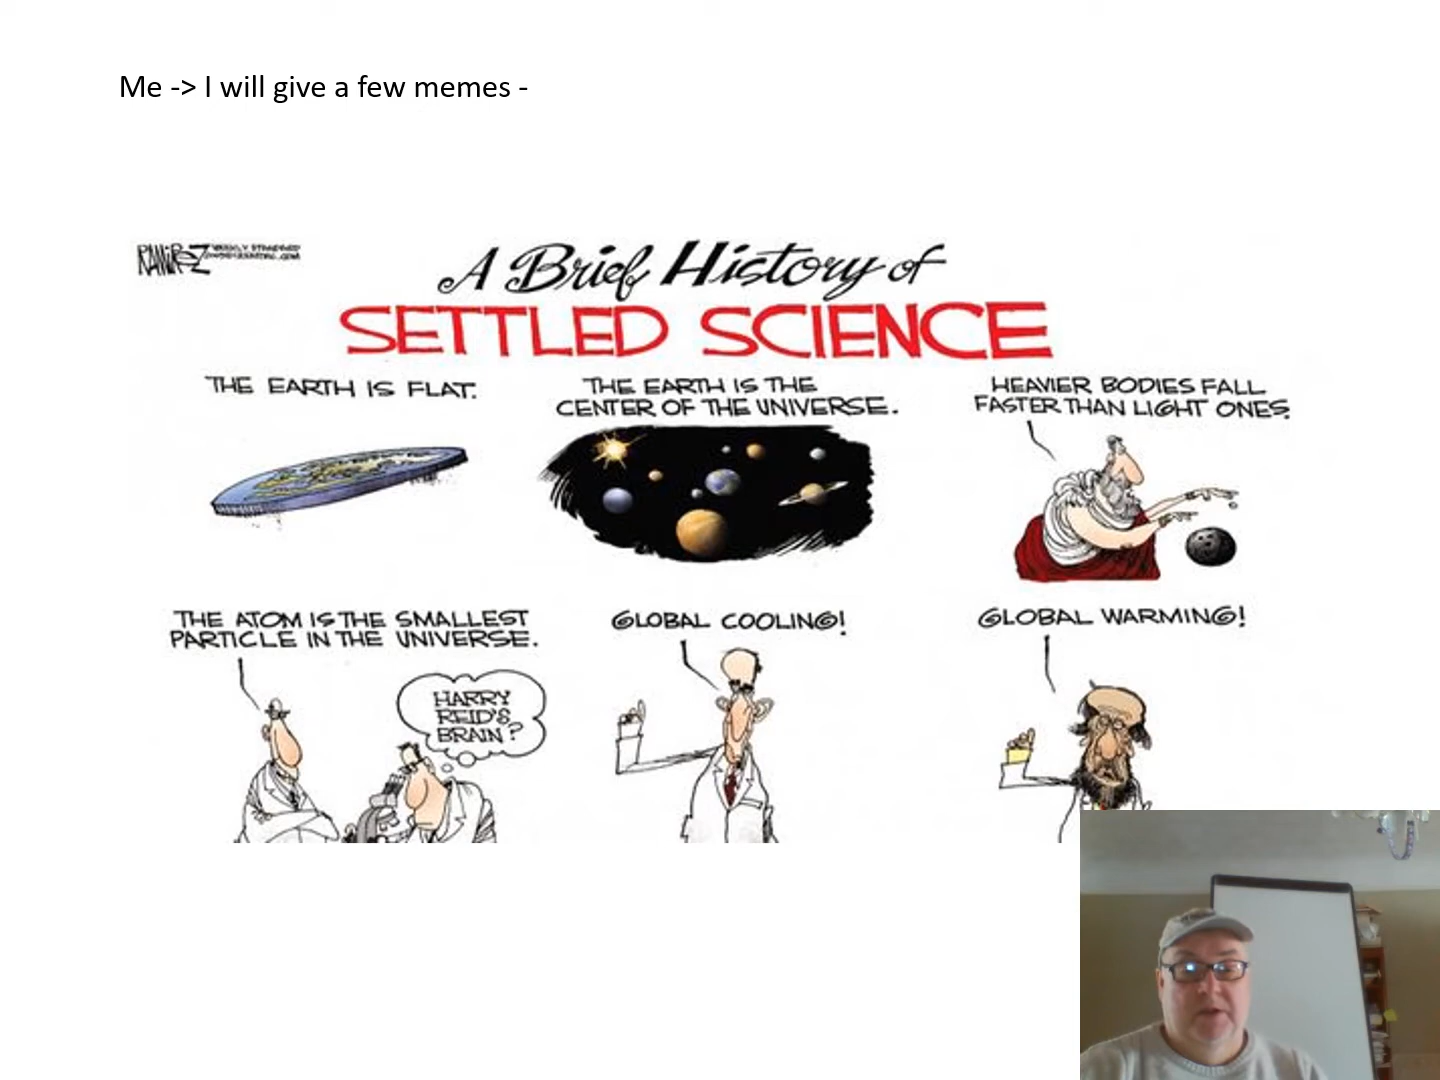 Me -> I will give a few memes -
RAMIREZ
A Brief History of
SETTLED SCIENCE
THE EARTH IS FLAT.
THE EARTH IS THE
CENTER OF THE UNIVERSE.
HEAVIER BODIES FALL
FASTER THAN LIGHT ONES.
THE ATOM IS THE SMALLEST
PARTICLE IN THE UNIVERSE.
HARRY
REID'S
BRAIN?
GLOBAL COOLING!
GLOBAL WARMING!